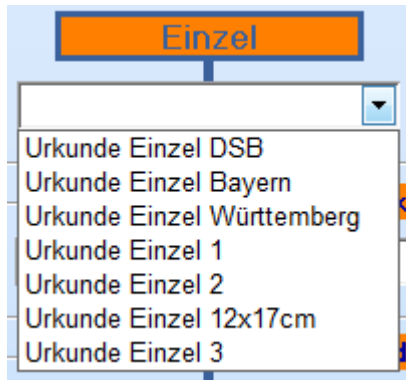 Einzel
Urkunde Einzel DSB
Urkunde Einzel Bayern
Urkunde Einzel Württemberg
Urkunde Einzel 1
Urkunde Einzel 2
Urkunde Einzel 12x17cm
Urkunde Einzel 3